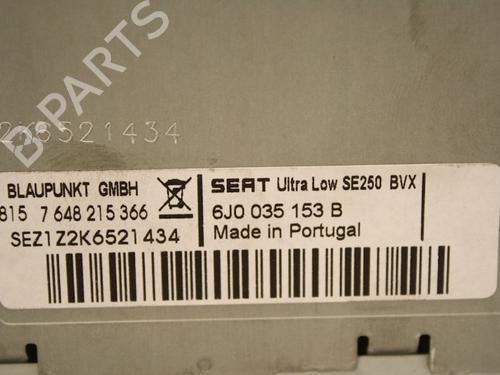 B PARTS
2K6521434
BLAUPUNKT GMBH
815 7 648 215 366
SEZ1Z2K6521434
SEAT Ultra Low SE250 BVX
6J0 035 153 B
Made in Portugal